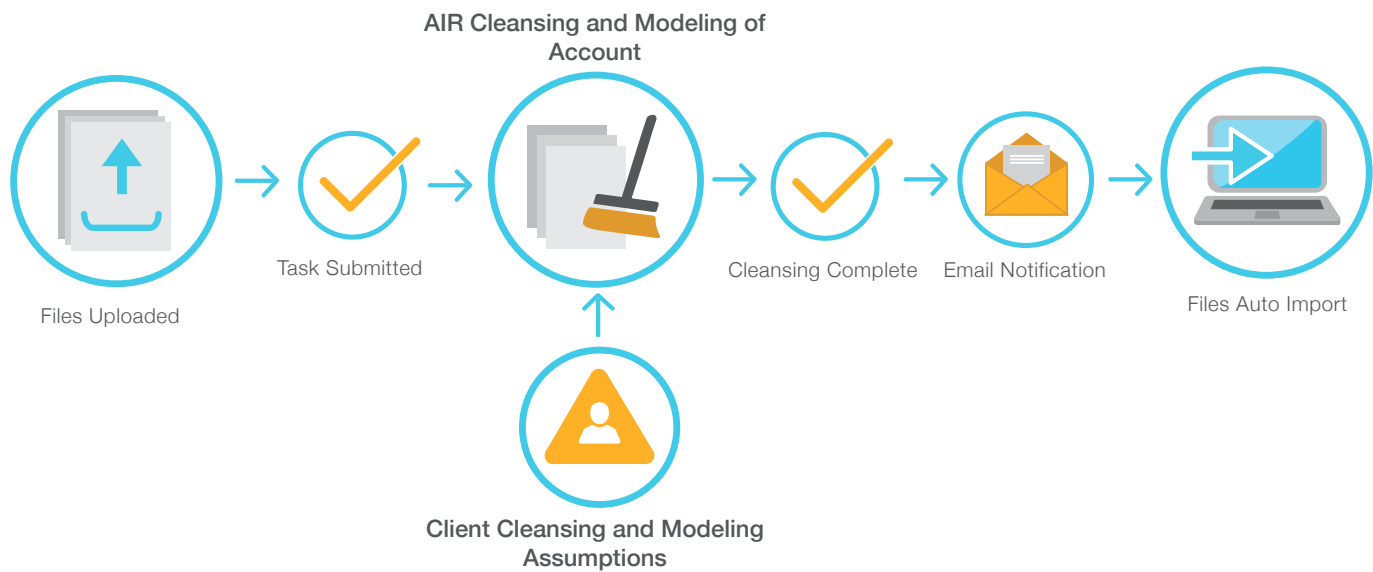 AIR Cleansing and Modeling of
Account
Files Uploaded
Task Submitted
Cleansing Complete
Email Notification
Files Auto Import
Client Cleansing and Modeling
Assumptions